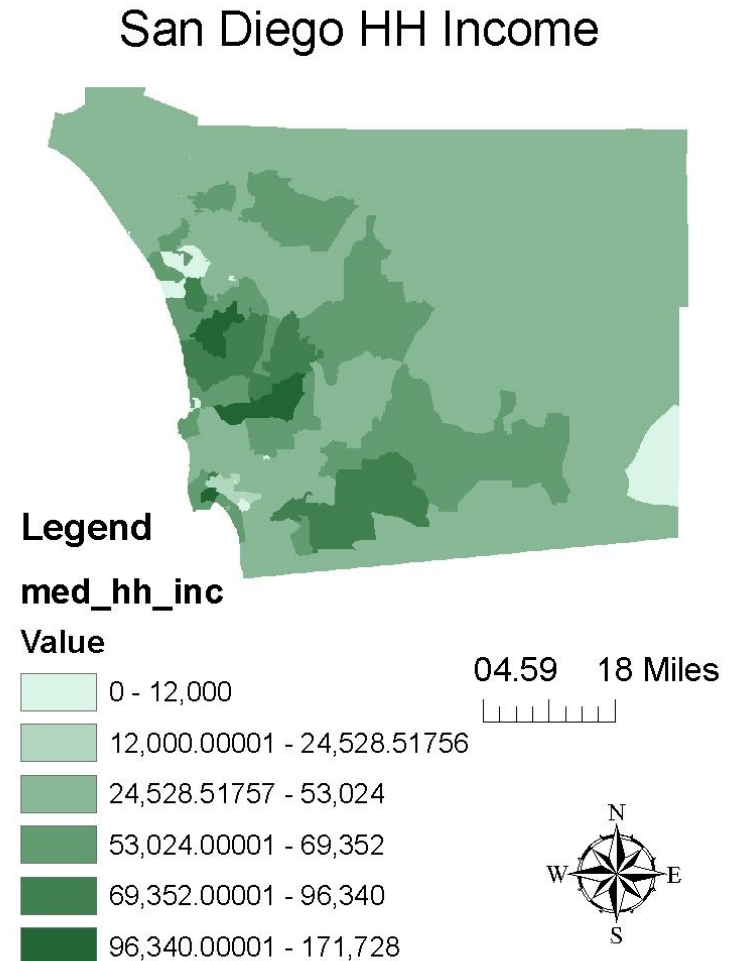 San Diego HH Income
Legend
med_hh_inc
Value
0 - 12,000
12,000.00001 - 24,528.51756
24,528.51757 - 53,024
53,024.00001 - 69,352
69,352.00001 - 96,340
96,340.00001 - 171,728
04.59 18 Miles
N
W E
S